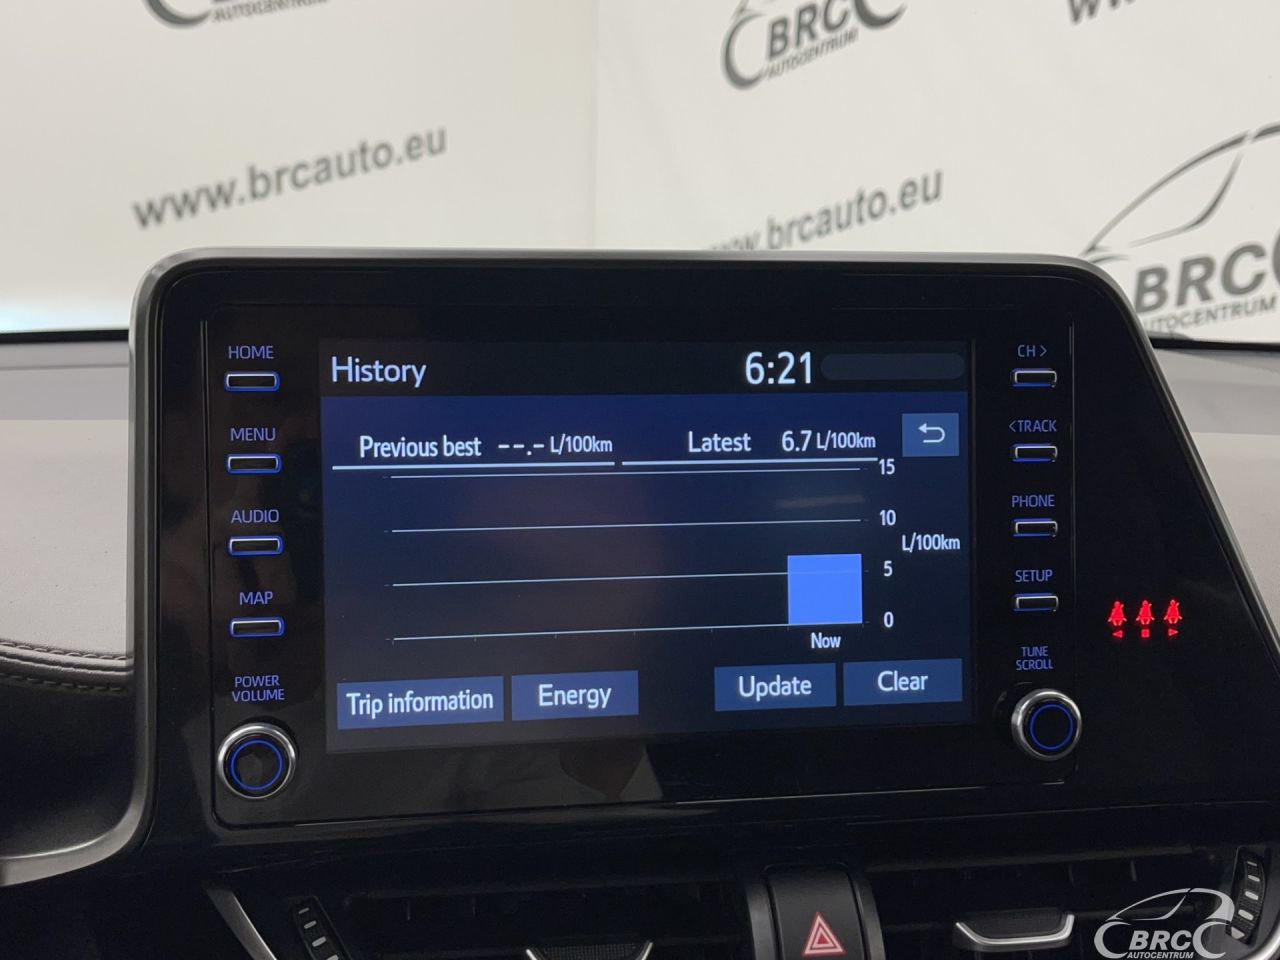 AUTOCENTRUM
BRC
AUTOCENTRUM
www.brcauto.eu
www.brcauto.eu
BRC
AUTOCENTRUM
HOME
MENU
AUDIO
MAP
POWER
VOLUME
History
6:21
Previous best --.- L/100km
Latest 6.7 L/100km
15
10
L/100km
5
0
Now
Trip information
Energy
Update
Clear
CH >
<TRACK
PHONE
SETUP
TUNE
SCROLL
BRC
AUTOCENTRUM